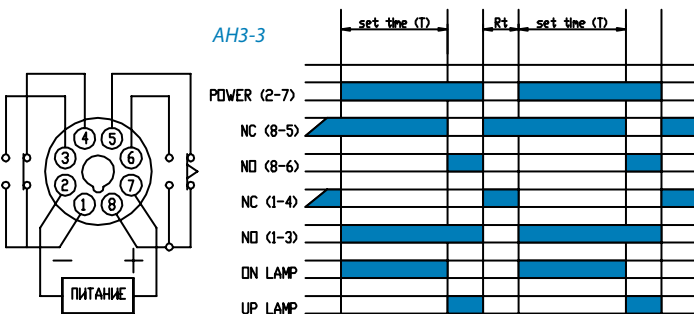 AH3-3
set time (T) Rt set time (T)
POWER (2-7)
NC (8-5)
NO (8-6)
NC (1-4)
NO (1-3)
ON LAMP
UP LAMP
4 5
3 6
2 7
1 8
− +
ПИТАНИЕ